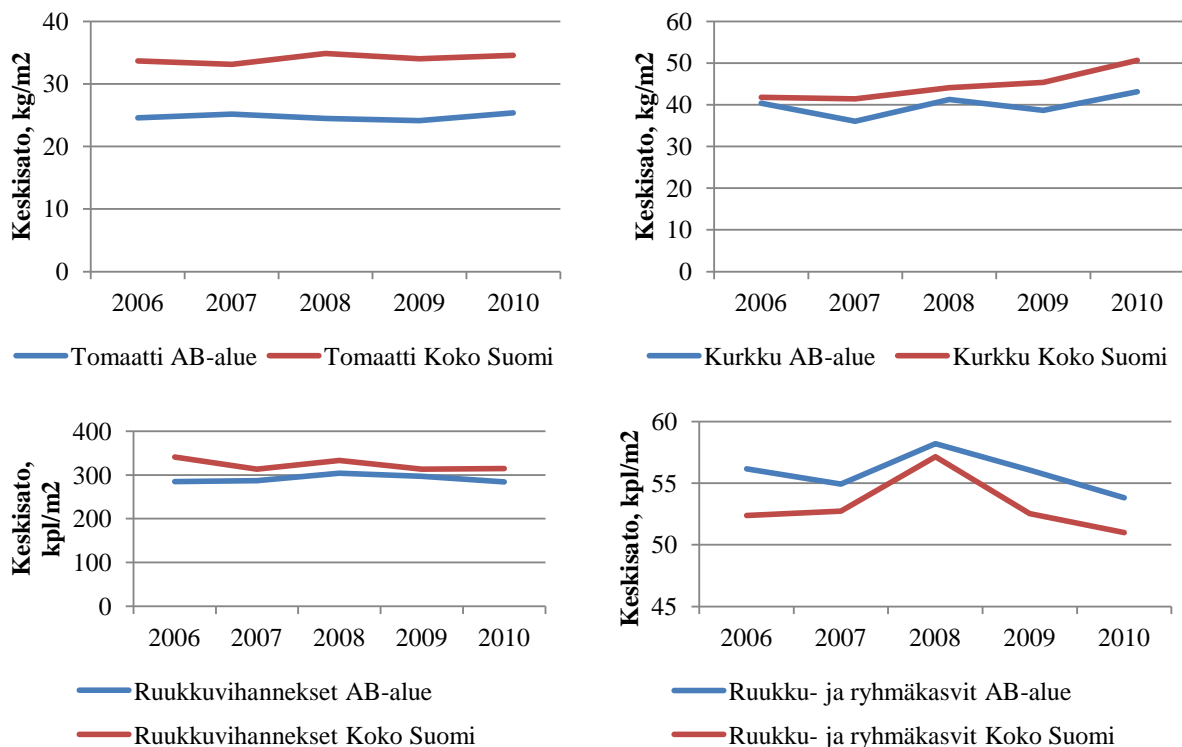 Keskisato, kg/m2
40
30
20
10
0
2006 2007 2008 2009 2010
Tomaatti AB-alue Tomaatti Koko Suomi
Keskisato, kg/m2
60
50
40
30
20
10
0
2006 2007 2008 2009 2010
Kurkku AB-alue Kurkku Koko Suomi
Keskisato,
kpl/m2
400
300
200
100
0
2006 2007 2008 2009 2010
Ruukkuvihannekset AB-alue
Ruukkuvihannekset Koko Suomi
Keskisato, kpl/m2
60
55
50
45
2006 2007 2008 2009 2010
Ruukku- ja ryhmäkasvit AB-alue
Ruukku- ja ryhmäkasvit Koko Suomi